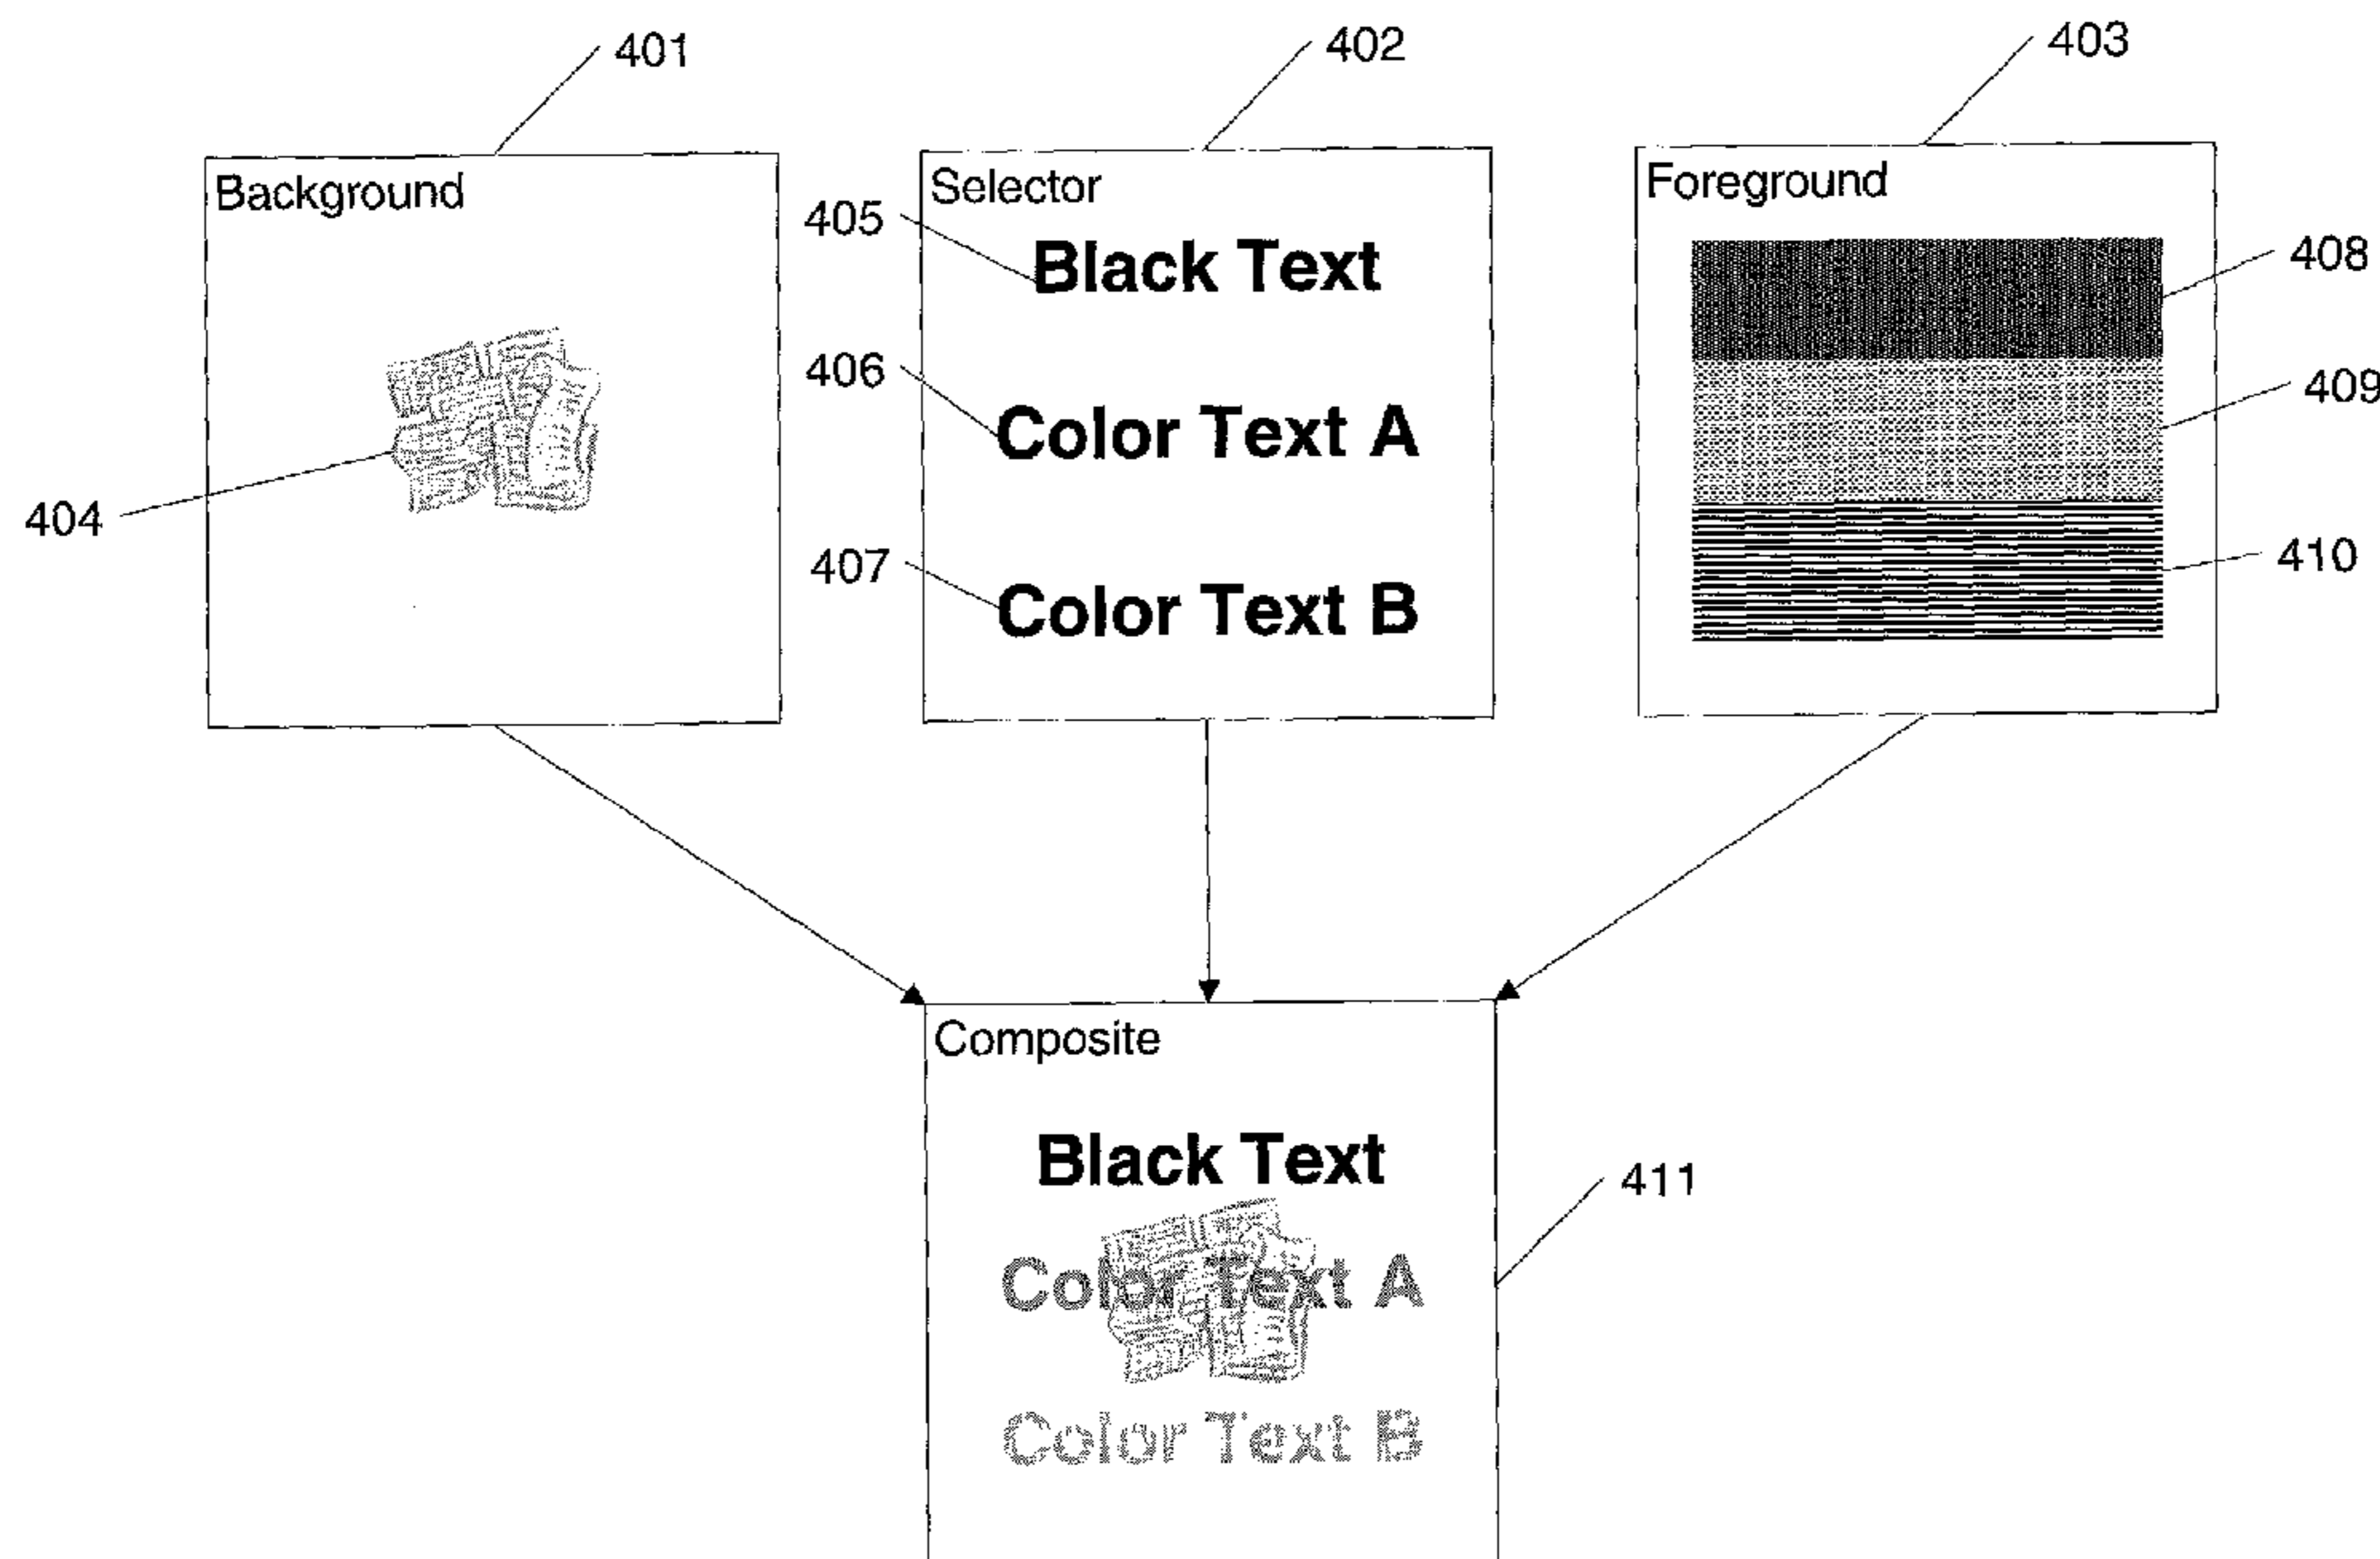 401
402
403
Background
Selector
Foreground
405
Black Text
408
406
409
Color Text A
404
407
410
Color Text B
Composite
Black Text
411
Color Text A
Color Text B